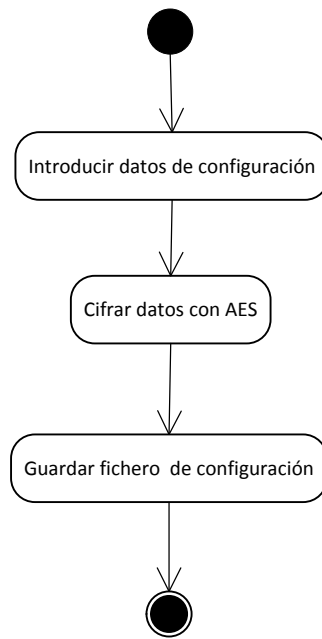 Introducir datos de configuración
Cifrar datos con AES
Guardar fichero de configuración